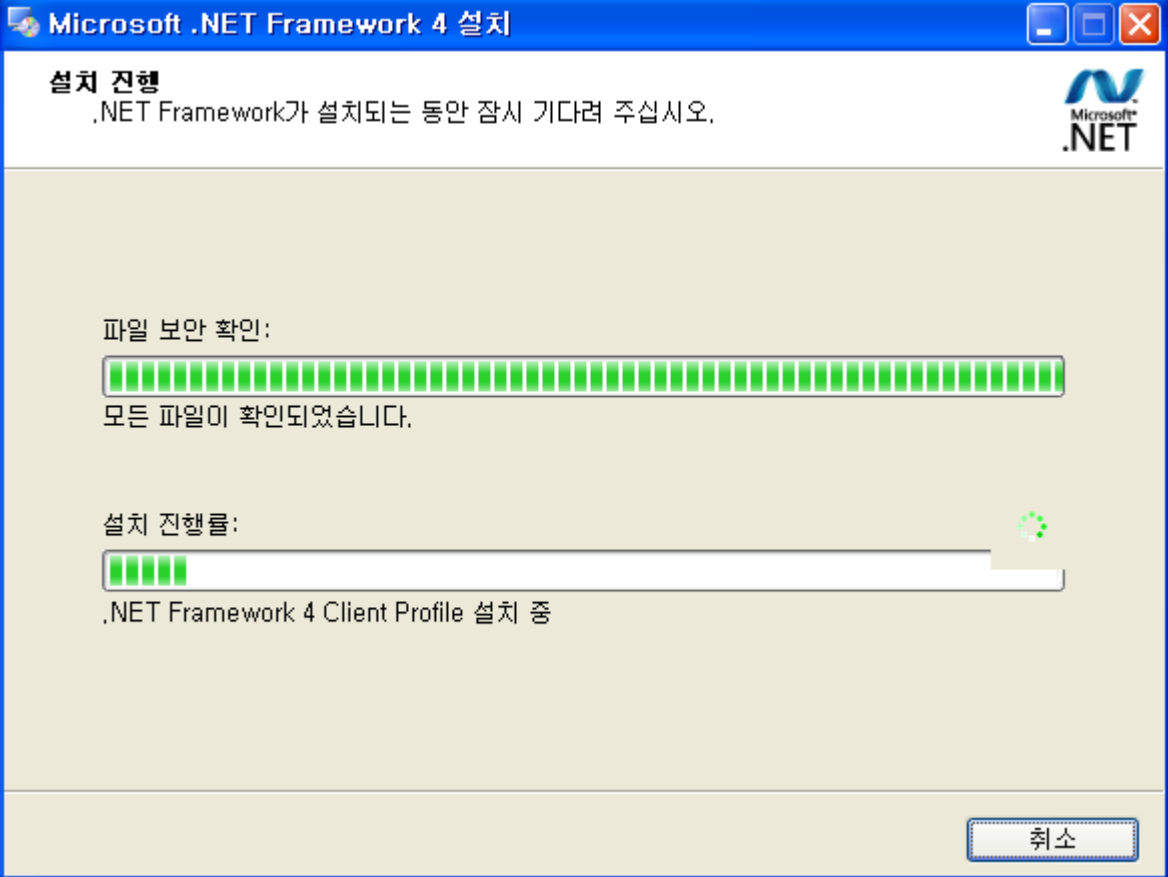 Microsoft .NET Framework 4 설치
설치 진행
.NET Framework가 설치되는 동안 잠시 기다려 주십시오.
Microsoft®
.NET
파일 보안 확인:
모든 파일이 확인되었습니다.
설치 진행률:
.NET Framework 4 Client Profile 설치 중
취소